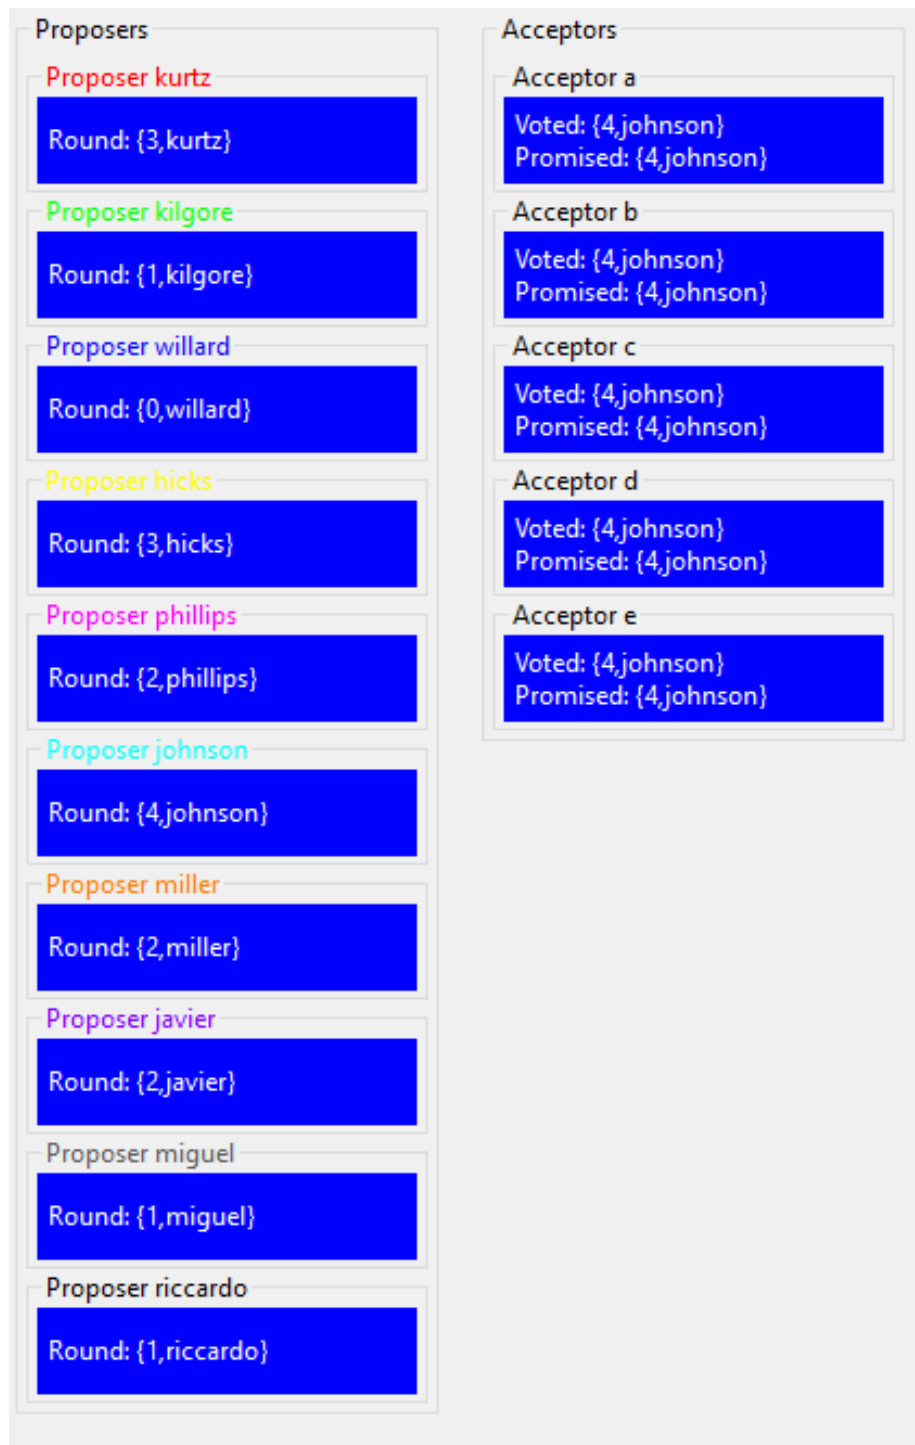 Proposers
Proposer kurtz
Round: {3,kurtz}
Proposer kilgore
Round: {1,kilgore}
Proposer willard
Round: {0,willard}
Proposer hicks
Round: {3,hicks}
Proposer phillips
Round: {2,phillips}
Proposer johnson
Round: {4,johnson}
Proposer miller
Round: {2,miller}
Proposer javier
Round: {2,javier}
Proposer miguel
Round: {1,miguel}
Proposer riccardo
Round: {1,riccardo}
Acceptors
Acceptor a
Voted: {4,johnson}
Promised: {4,johnson}
Acceptor b
Voted: {4,johnson}
Promised: {4,johnson}
Acceptor c
Voted: {4,johnson}
Promised: {4,johnson}
Acceptor d
Voted: {4,johnson}
Promised: {4,johnson}
Acceptor e
Voted: {4,johnson}
Promised: {4,johnson}